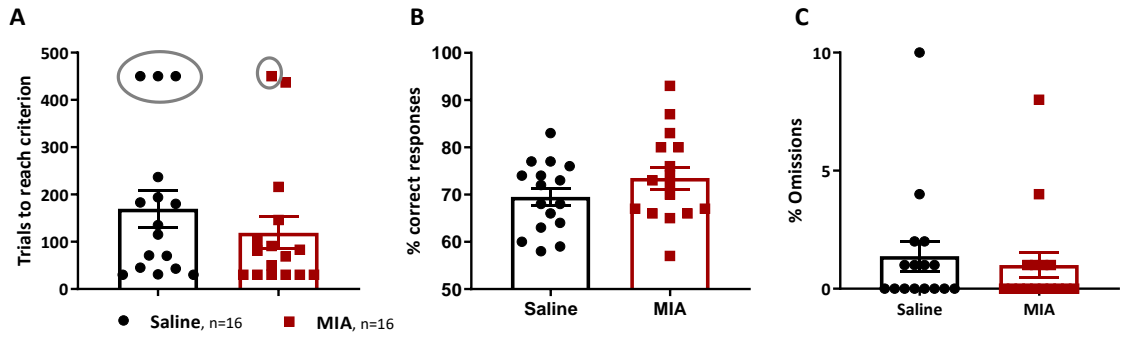 A
Trials to reach criterion
500
400
300
200
100
0
Saline, n=16
MIA, n=16
B
% correct responses
100
90
80
70
60
50
Saline
MIA
C
% Omissions
10
5
0
Saline
MIA